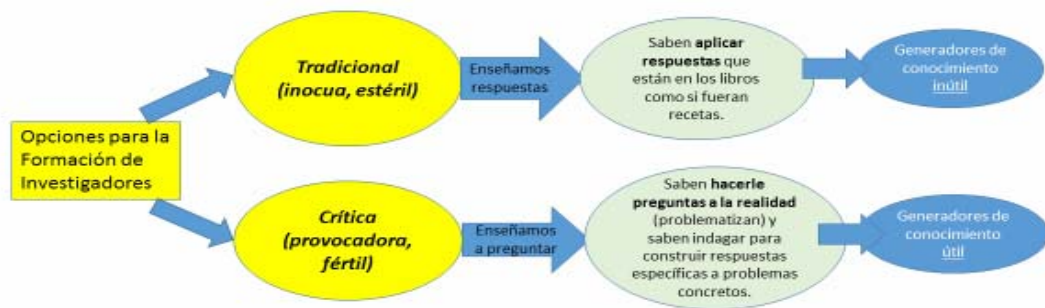 Opciones para la
Formación de
Investigadores
Tradicional
(inocua, estéril)
Enseñamos
respuestas
Saben aplicar
respuestas que
están en los libros
como si fueran
recetas.
Generadores de
conocimiento
inútil
Crítica
(provocadora,
fértil)
Enseñamos
a preguntar
Saben hacerle
preguntas a la realidad
(problematizan) y
saben indagar para
construir respuestas
específicas a problemas
concretos.
Generadores de
conocimiento
útil